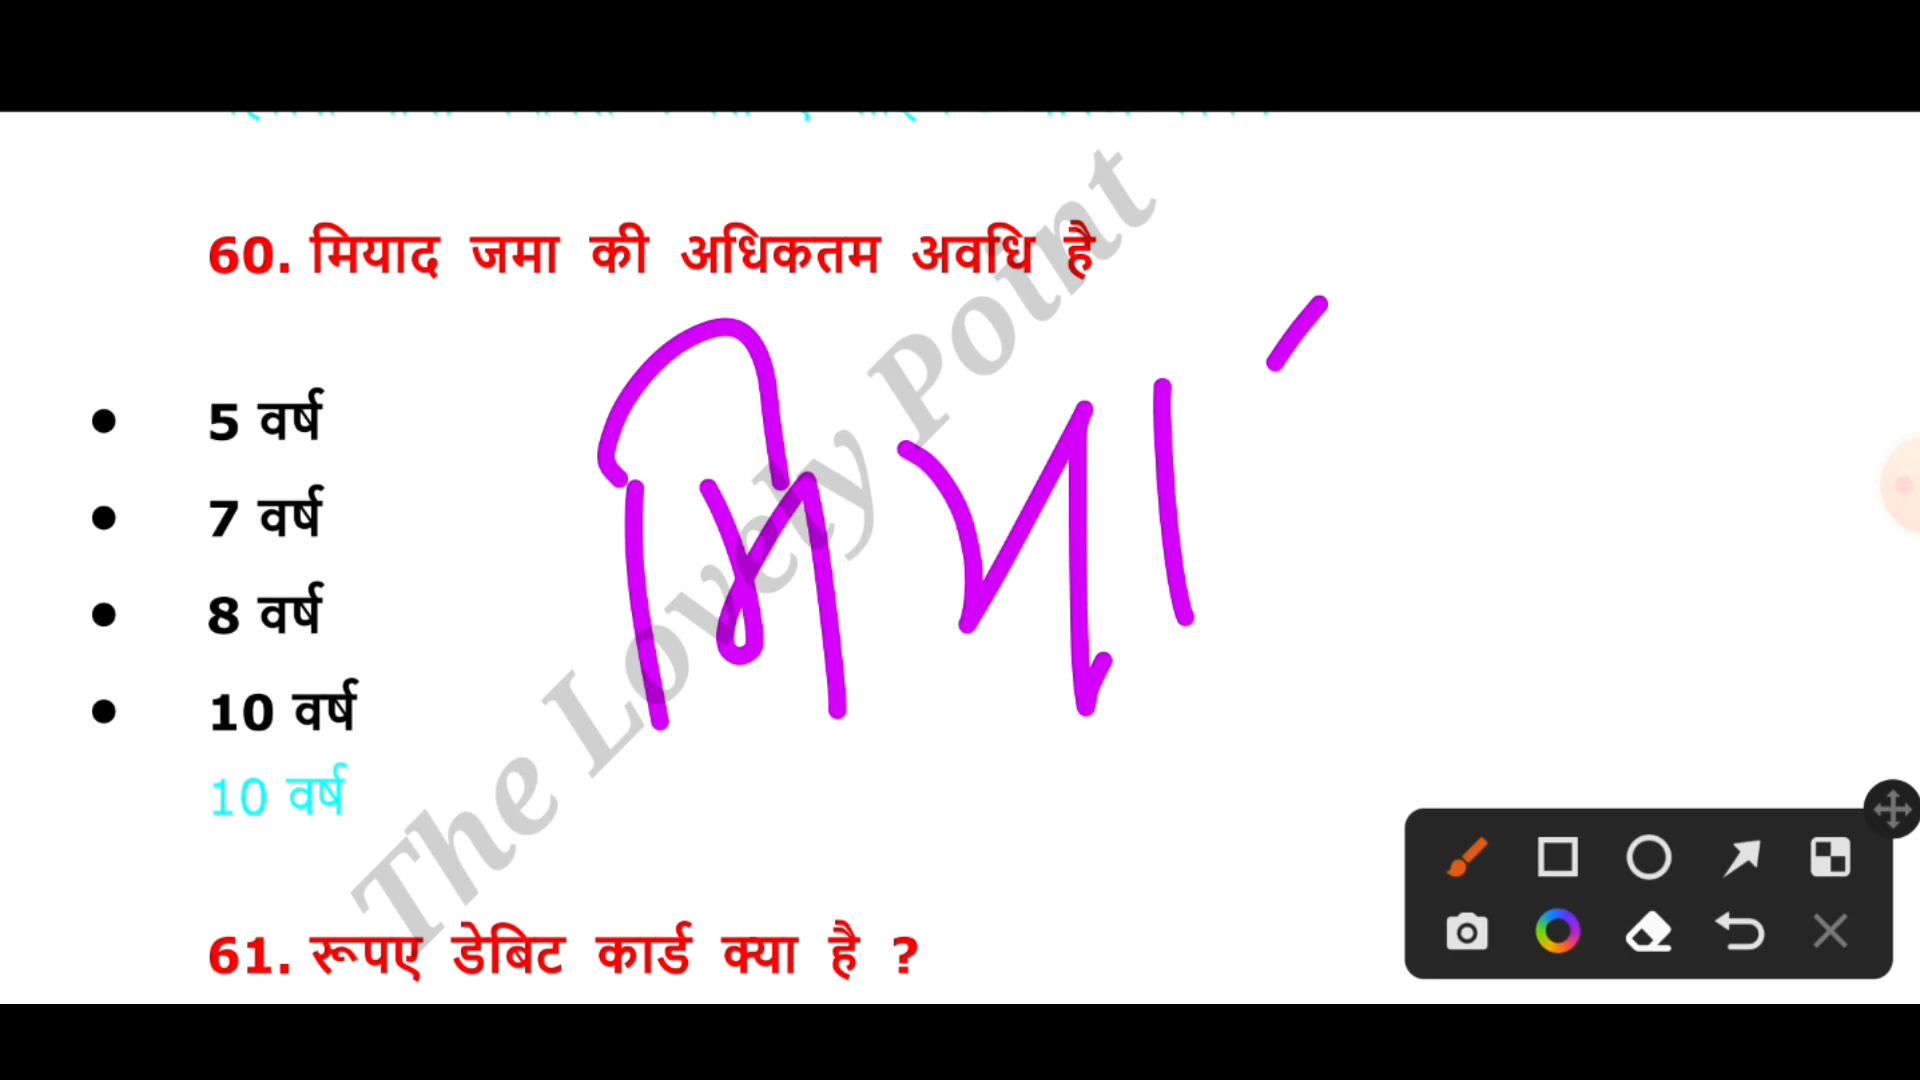 60. मियाद जमा की अधिकतम अवधि है
मिया
5 वर्ष
7 वर्ष
8 वर्ष
10 वर्ष
10 वर्ष
The Lovely Point
61. रूपए डेबिट कार्ड क्या है ?